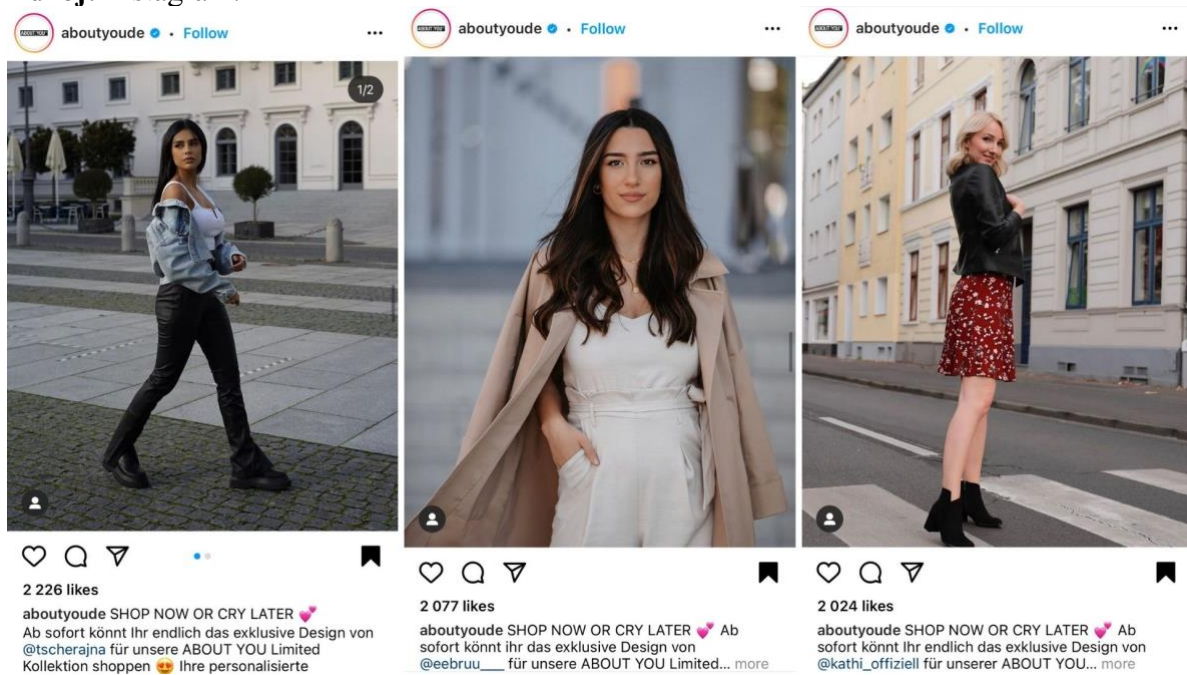 aboutyoude • Follow
1/2
2 226 likes
aboutyoude SHOP NOW OR CRY LATER 💕
Ab sofort könnt Ihr endlich das exklusive Design von
@tscherajna für unsere ABOUT YOU Limited
Kollektion shoppen 😍 Ihre personalisierte
aboutyoude • Follow
2 077 likes
aboutyoude SHOP NOW OR CRY LATER 💕 Ab
sofort könnt ihr das exklusive Design von
@eebruu___ für unsere ABOUT YOU Limited... more
aboutyoude • Follow
2 024 likes
aboutyoude SHOP NOW OR CRY LATER 💕 Ab
sofort könnt Ihr endlich das exklusive Design von
@kathi_offiziell für unserer ABOUT YOU... more